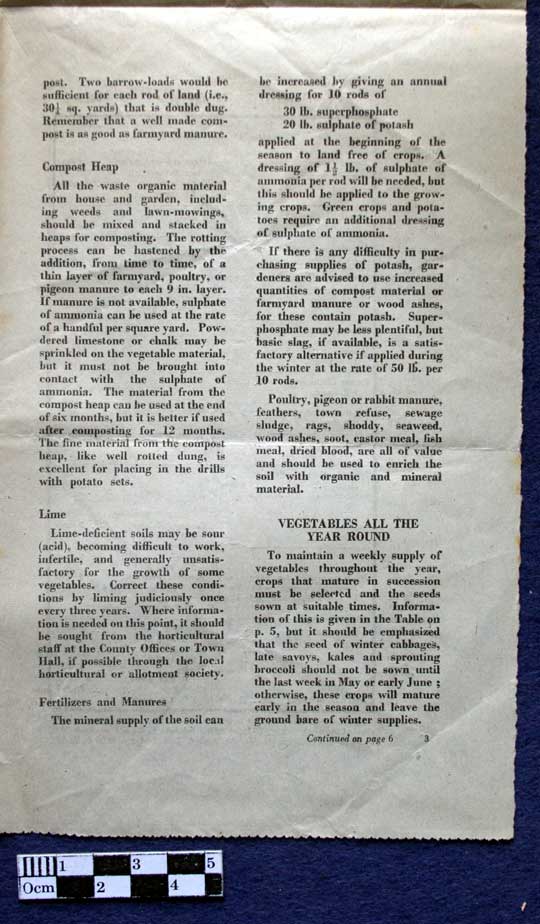 post. Two barrow-loads would be
sufficient for each rod of land (i.e.,
30¼ sq. yards) that is double dug.
Remember that a well made com-
post is as good as farmyard manure.
Compost Heap
All the waste organic material
from house and garden, includ-
ing weeds and lawn-mowings,
should be mixed and stacked in
heaps for composting. The rotting
process can be hastened by the
addition, from time to time, of a
thin layer of farmyard, poultry, or
pigeon manure to each 9 in. layer.
If manure is not available, sulphate
of ammonia can be used at the rate
of a handful per square yard. Pow-
dered limestone or chalk may be
sprinkled on the vegetable material,
but it must not be brought into
contact with the sulphate of
ammonia. The material from the
compost heap can be used at the end
of six months, but it is better if used
after composting for 12 months.
The fine material from the compost
heap, like well rotted dung, is
excellent for placing in the drills
with potato sets.
Lime
Lime-deficient soils may be sour
(acid), becoming difficult to work,
infertile, and generally unsatis-
factory for the growth of some
vegetables. Correct these condi-
tions by liming judiciously once
every three years. Where informa-
tion is needed on this point, it should
be sought from the horticultural
staff at the County Offices or Town
Hall, if possible through the local
horticultural or allotment society.
Fertilizers and Manures
The mineral supply of the soil can
be increased by giving an annual
dressing for 10 rods of
30 lb. superphosphate
20 lb. sulphate of potash
applied at the beginning of the
season to land free of crops. A
dressing of 1½ lb. of sulphate of
ammonia per rod will be needed, but
this should be applied to the grow-
ing crops. Green crops and pota-
toes require an additional dressing
of sulphate of ammonia.
If there is any difficulty in pur-
chasing supplies of potash, gar-
deners are advised to use increased
quantities of compost material or
farmyard manure or wood ashes,
for these contain potash. Super-
phosphate may be less plentiful, but
basic slag, if available, is a satis-
factory alternative if applied during
the winter at the rate of 50 lb. per
10 rods.
Poultry, pigeon or rabbit manure,
feathers, town refuse, sewage
sludge, rags, shoddy, seaweed,
wood ashes, soot, castor meal, fish
meal, dried blood, are all of value
and should be used to enrich the
soil with organic and mineral
material.
VEGETABLES ALL THE
YEAR ROUND
To maintain a weekly supply of
vegetables throughout the year,
crops that mature in succession
must be selected and the seeds
sown at suitable times. Informa-
tion of this is given in the Table on
p. 5, but it should be emphasized
that the seed of winter cabbages,
late savoys, kales and sprouting
broccoli should not be sown until
the last week in May or early June ;
otherwise, these crops will mature
early in the season and leave the
ground bare of winter supplies.
Continued on page 6 3
1 3 5
0cm 2 4